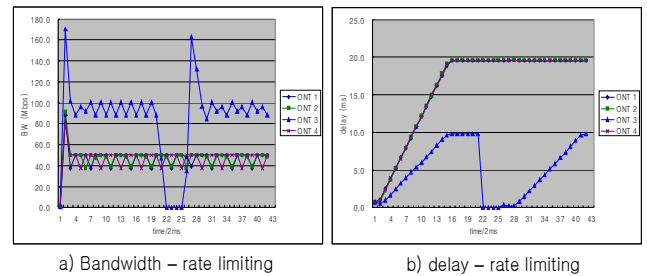 180.0
160.0
140.0
120.0
100.0
80.0
60.0
40.0
20.0
0.0
BW (Mbps)
1 4 7 10 13 16 19 22 25 28 31 34 37 40 43
time/2ms
ONT 1
ONT 2
ONT 3
ONT 4
a) Bandwidth – rate limiting
25.0
20.0
15.0
10.0
5.0
0.0
delay (ms)
1 4 7 10 13 16 19 22 25 28 31 34 37 40 43
time/2ms
ONT 1
ONT 2
ONT 3
ONT 4
b) delay – rate limiting